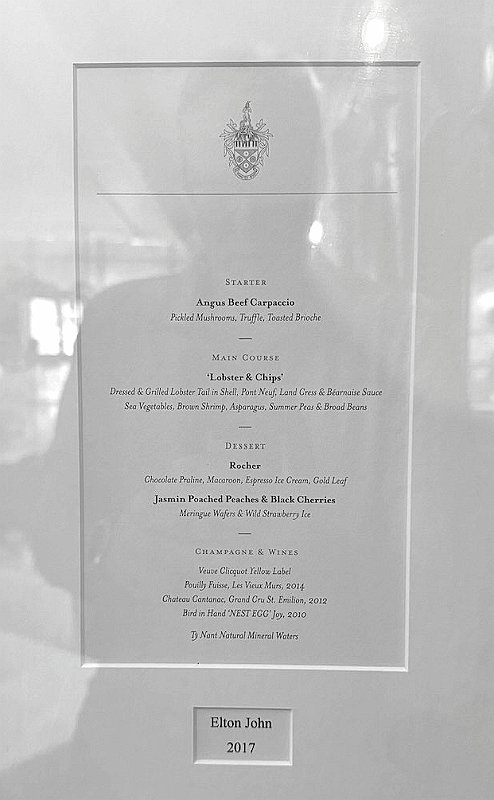 STARTER
Angus Beef Carpaccio
Pickled Mushrooms, Truffle, Toasted Brioche
MAIN COURSE
'Lobster & Chips'
Dressed & Grilled Lobster Tail in Shell, Pont Neuf, Land Cress & Béarnaise Sauce
Sea Vegetables, Brown Shrimp, Asparagus, Summer Peas & Broad Beans
DESSERT
Rocher
Chocolate Praline, Macaroon, Espresso Ice Cream, Gold Leaf
Jasmin Poached Peaches & Black Cherries
Meringue Wafers & Wild Strawberry Ice
CHAMPAGNE & WINES
Veuve Clicquot Yellow Label
Pouilly Fuisse, Les Vieux Murs, 2014
Chateau Cantanac, Grand Cru St. Emilion, 2012
Bird in Hand 'NEST EGG' Joy, 2010
Tŷ Nant Natural Mineral Waters
Elton John
2017